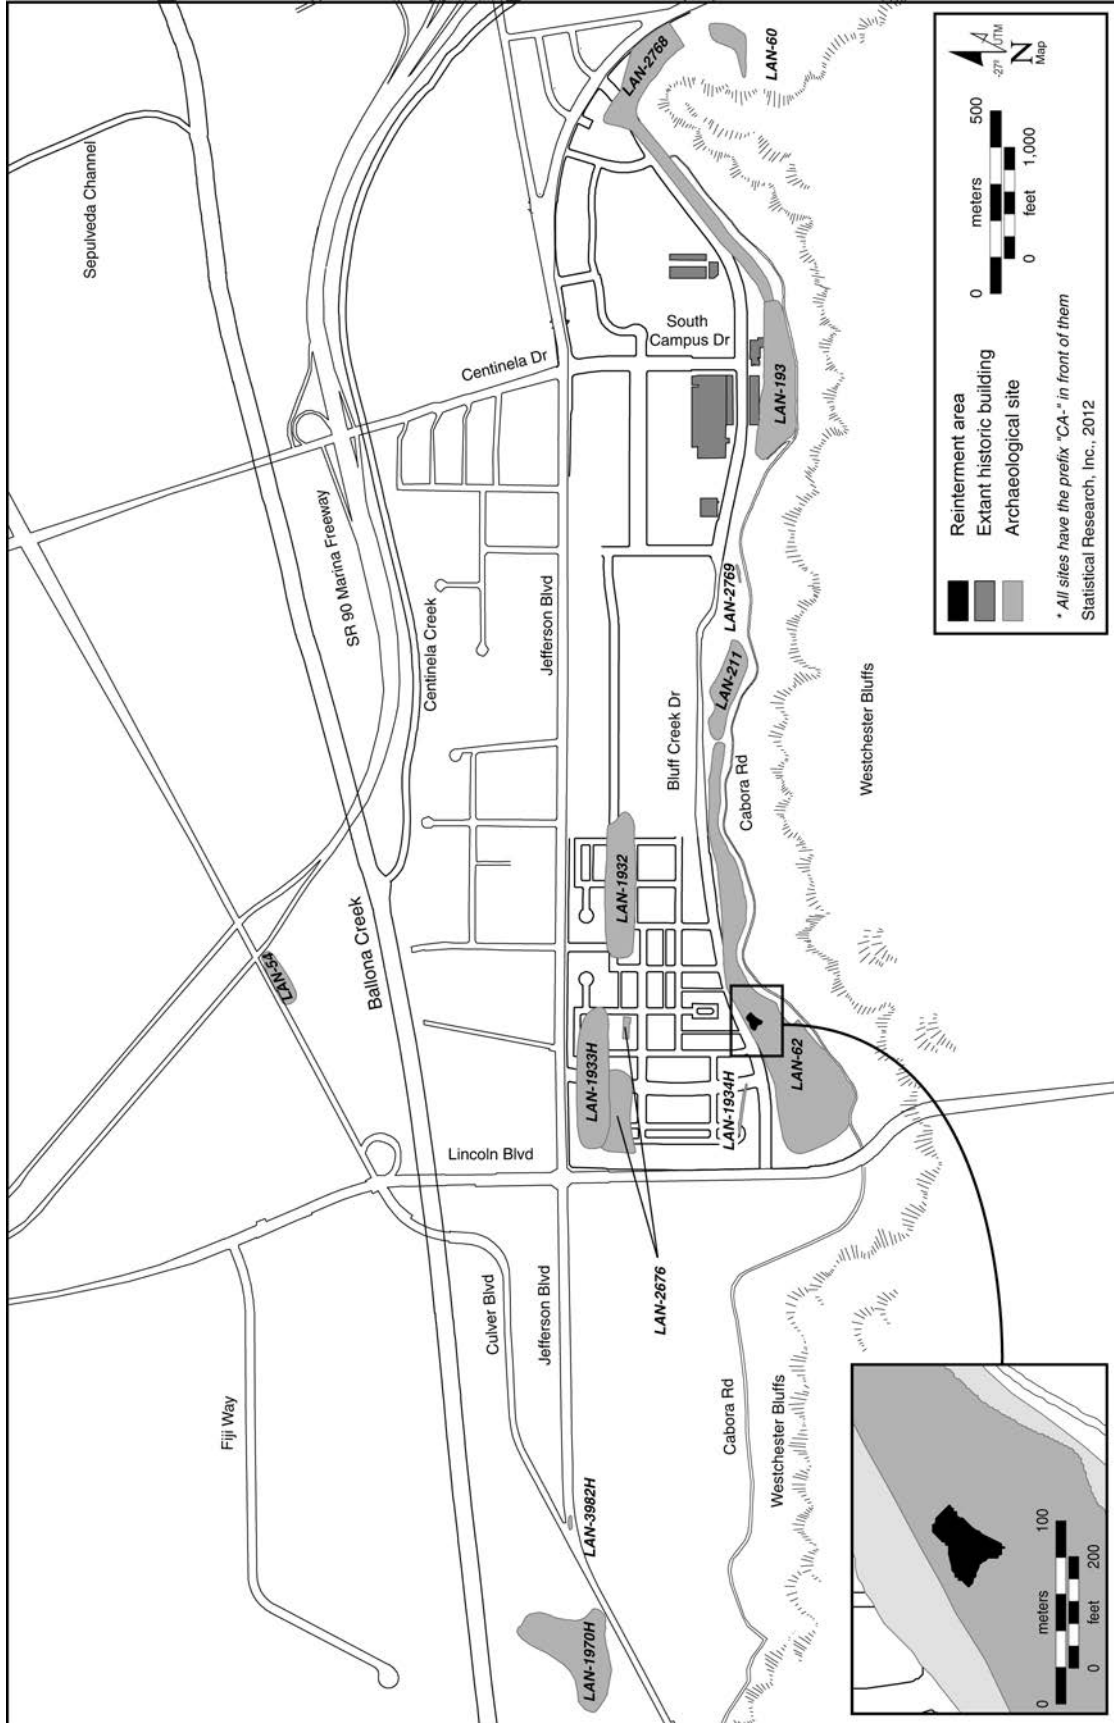 Sepulveda Channel
LAN-2768
LAN-60
SR 90 Marina Freeway
Centinela Dr
South
Campus Dr
LAN-193
Centinela Creek
Jefferson Blvd
Bluff Creek Dr
LAN-2769
LAN-211
Cabora Rd
Westchester Bluffs
LAN-54
Ballona Creek
LAN-1932
LAN-1933H
LAN-1934H
LAN-62
Lincoln Blvd
LAN-2676
Fiji Way
Culver Blvd
Jefferson Blvd
Cabora Rd
Westchester Bluffs
LAN-3982H
LAN-1970H
0 meters 100
0 feet 200
Reinterment area
Extant historic building
Archaeological site
* All sites have the prefix "CA-" in front of them
Statistical Research, Inc., 2012
0 meters 500
0 feet 1,000
-27º
UTM
N
Map